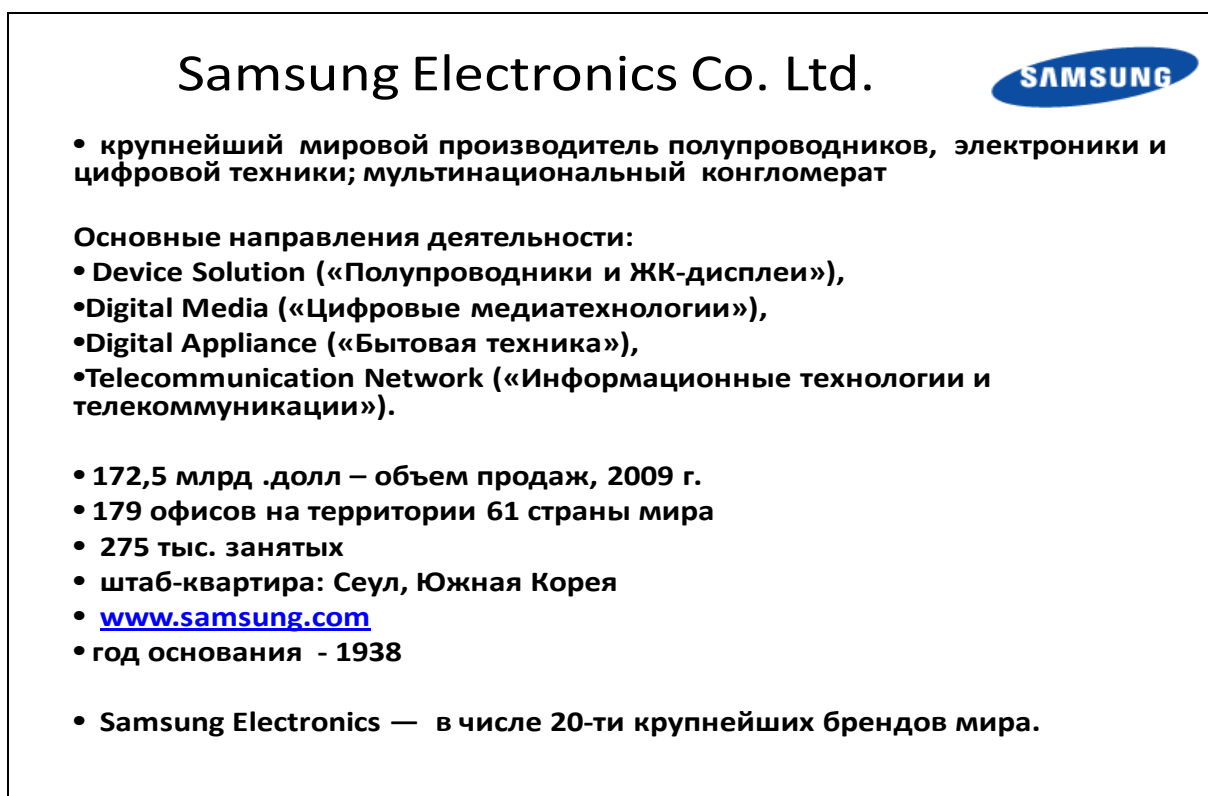 Samsung Electronics Co. Ltd.
SAMSUNG
• крупнейший мировой производитель полупроводников, электроники и
цифровой техники; мультинациональный конгломерат
Основные направления деятельности:
• Device Solution («Полупроводники и ЖК-дисплеи»),
•Digital Media («Цифровые медиатехнологии»),
•Digital Appliance («Бытовая техника»),
•Telecommunication Network («Информационные технологии и
телекоммуникации»).
• 172,5 млрд .долл – объем продаж, 2009 г.
• 179 офисов на территории 61 страны мира
• 275 тыс. занятых
• штаб-квартира: Сеул, Южная Корея
• www.samsung.com
• год основания - 1938
• Samsung Electronics — в числе 20-ти крупнейших брендов мира.